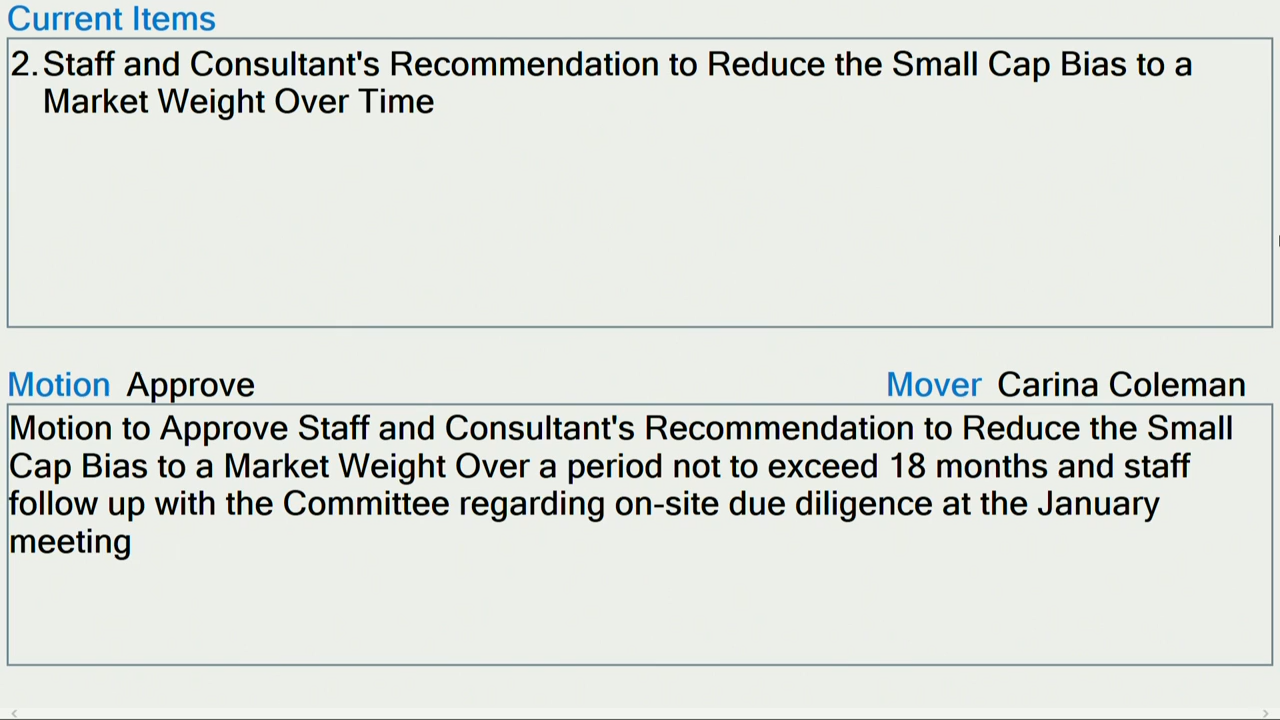 Current Items
2. Staff and Consultant's Recommendation to Reduce the Small Cap Bias to a
Market Weight Over Time
Motion Approve
Mover Carina Coleman
Motion to Approve Staff and Consultant's Recommendation to Reduce the Small
Cap Bias to a Market Weight Over a period not to exceed 18 months and staff
follow up with the Committee regarding on-site due diligence at the January
meeting